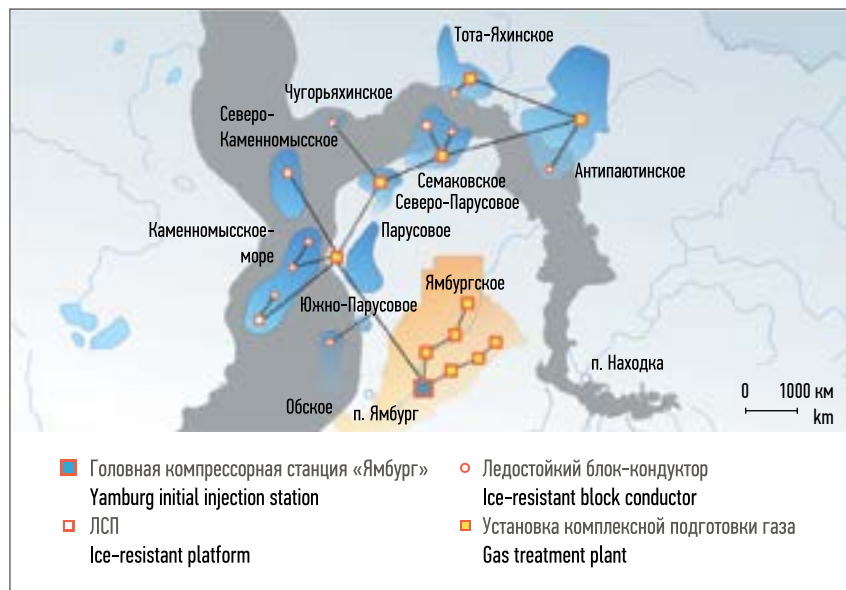 Тота-Яхинское
Чугорьяхинское
Северо-
Каменномысское
Антипаютинское
Семаковское
Северо-Парусовое
Каменномысское-
море
Парусовое
Ямбургское
Южно-Парусовое
п. Находка
Обское
п. Ямбург
0 1000 км
km
Головная компрессорная станция «Ямбург»
Yamburg initial injection station
ЛСП
Ice-resistant platform
Ледостойкий блок-кондуктор
Ice-resistant block conductor
Установка комплексной подготовки газа
Gas treatment plant